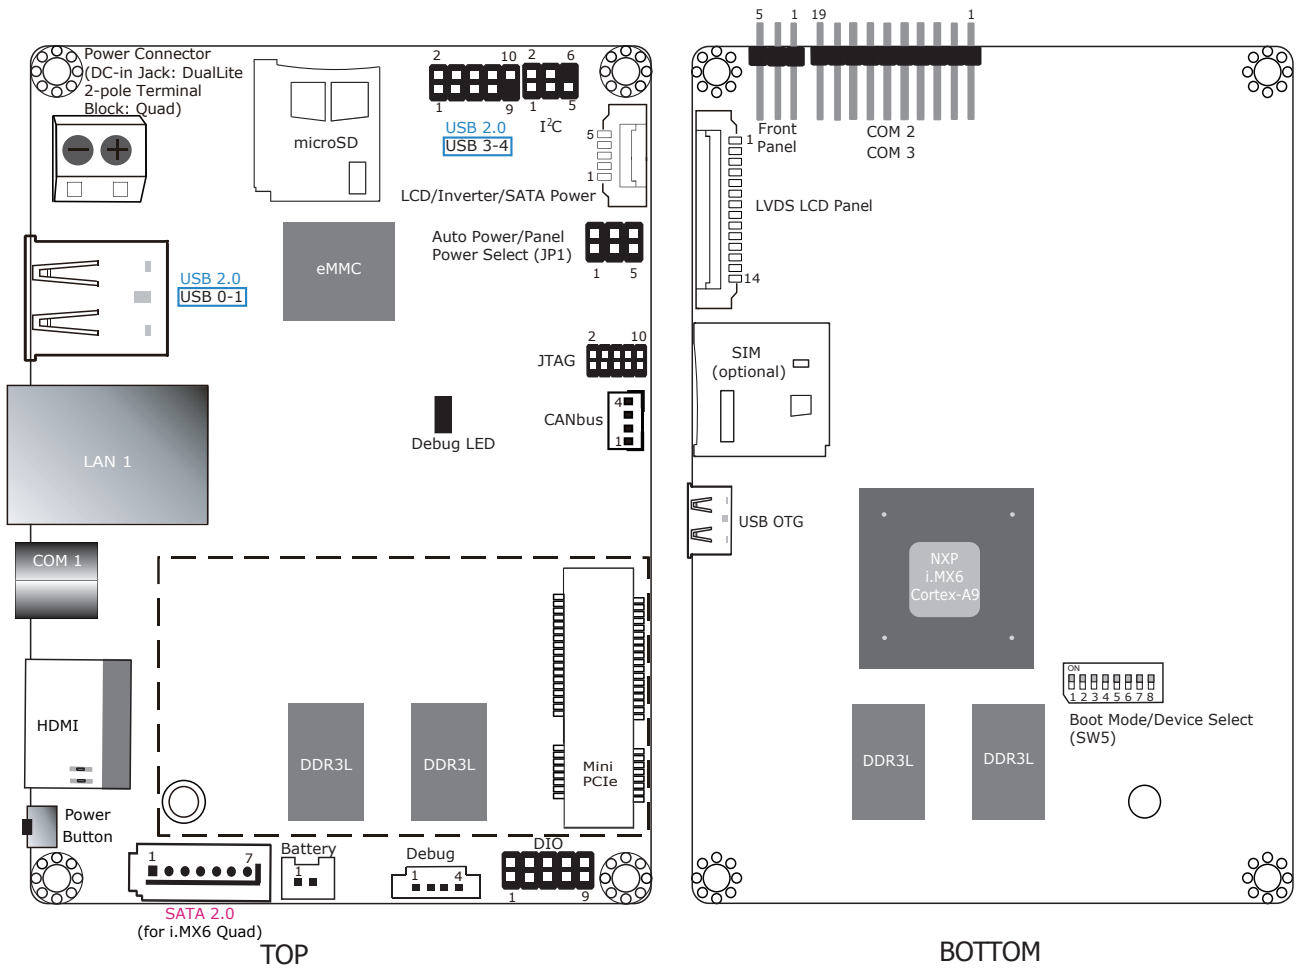 Power Connector
(DC-in Jack: DualLite
2-pole Terminal
Block: Quad)
microSD
2 10
1 9
USB 2.0
USB 3-4
2 6
1 5
I²C
5
1
LCD/Inverter/SATA Power
Auto Power/Panel
Power Select (JP1)
1 5
eMMC
USB 2.0
USB 0-1
2 10
JTAG
CANbus
4
1
Debug LED
LAN 1
COM 1
HDMI
DDR3L
DDR3L
Mini
PCIe
Power
Button
1 7
SATA 2.0
(for i.MX6 Quad)
Battery
1
Debug
1 4
DIO
1 9
TOP
5 1
19 1
Front
Panel
COM 2
COM 3
1
LVDS LCD Panel
14
SIM
(optional)
USB OTG
NXP
i.MX6
Cortex-A9
ON
1 2 3 4 5 6 7 8
Boot Mode/Device Select
(SW5)
DDR3L
DDR3L
BOTTOM